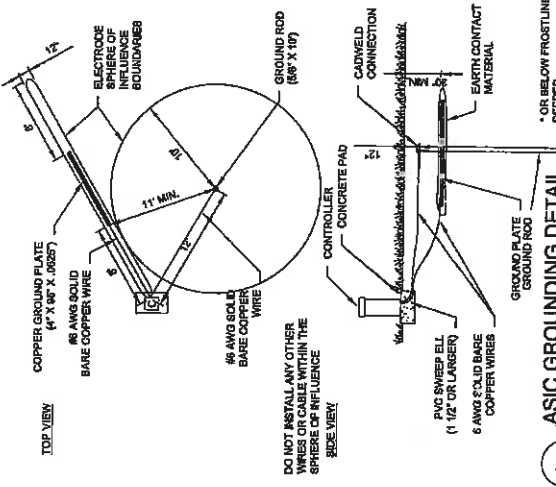 TOP VIEW
COPPER GROUND PLATE
(4" X 96" X .0625")
#6 AWG SOLID
BARE COPPER WIRE
12"
8'
ELECTRODE
SPHERE OF
INFLUENCE
BOUNDARIES
10'
11' MIN.
12'
GROUND ROD
(5/8" X 10')
#6 AWG SOLID
BARE COPPER
WIRE
DO NOT INSTALL ANY OTHER
WIRES OR CABLE WITHIN THE
SPHERE OF INFLUENCE
SIDE VIEW
CONTROLLER
CONCRETE PAD
CADWELD
CONNECTION
12"
30" MIN.
EARTH CONTACT
MATERIAL
PVC SWEEP ELL
(1 1/2" OR LARGER)
6 AWG SOLID BARE
COPPER WIRES
GROUND PLATE
GROUND ROD
* OR BELOW FROSTLINE
ASIC GROUNDING DETAIL